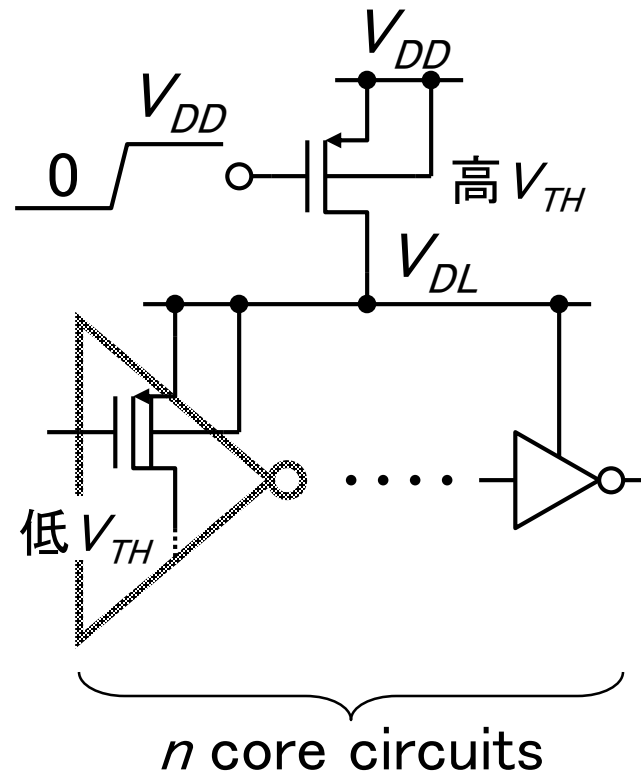 V_DD
V_DD
0
高 V_TH
V_DL
低 V_TH
n core circuits